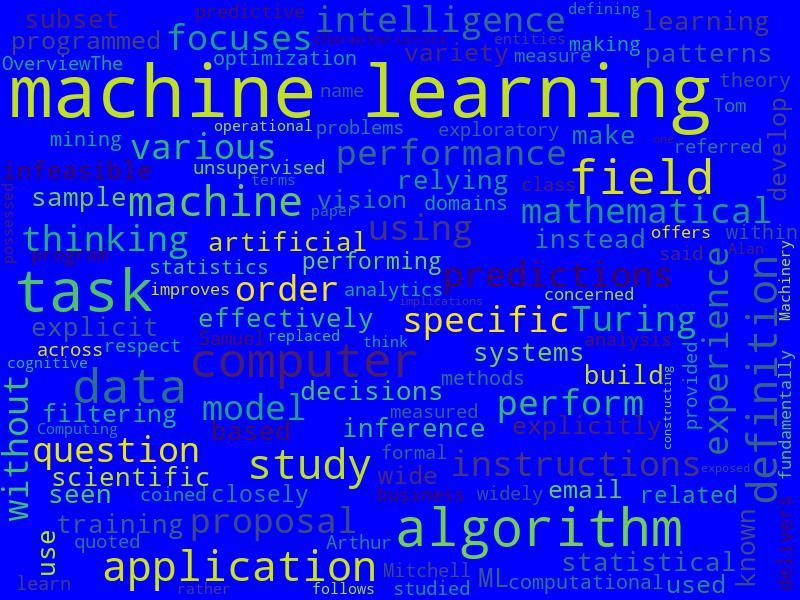 subset predictive intelligence defining learning
programmed focuses characteristics entities variety making patterns
OverviewThe optimization measure
machine learning name theory Tom
operational problems exploratory make one referred
mining various unsupervised performance
infeasible terms relying class field develop
possessed sample machine paper vision domains mathematical
thinking artificial using instead offers within
program performing said Alan Machinery
task statistics predictions
improves order analytics implications concerned
explicit effectively specific Turing experience definition
across respect Samuel replaced think analysis
cognitive computer systems
data decisions methods build constructing provided fundamentally
without filtering model measured perform
Computing based inference explicitly
question study formal wide instructions exposed
scientific
seen coined closely business widely email related
training proposal algorithm known delivers
use quoted Arthur
application Mitchell statistical
learn rather follows studied ML computational used